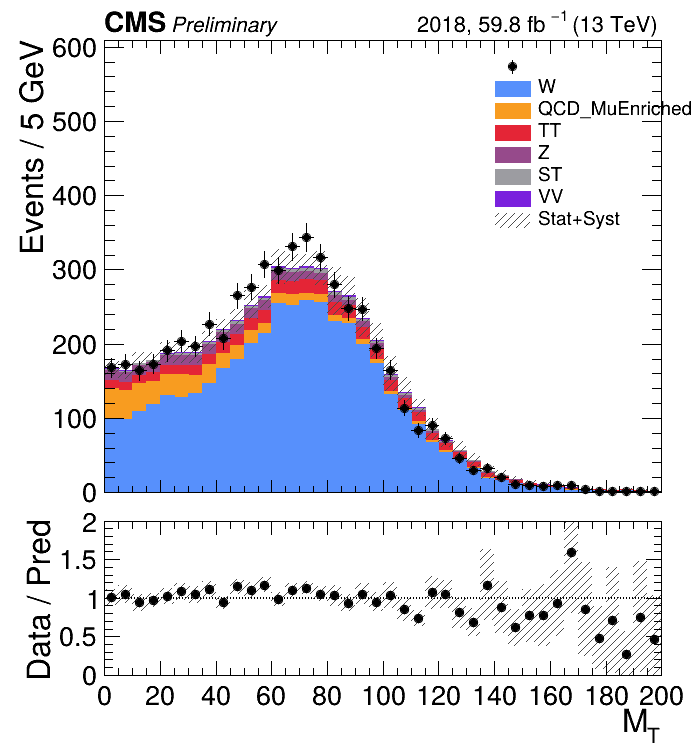 CMS Preliminary 2018, 59.8 fb⁻¹ (13 TeV)
Events / 5 GeV
600
500
400
300
200
100
0
W
QCD_MuEnriched
TT
Z
ST
VV
Stat+Syst
Data / Pred
2
1.5
1
0.5
0
0 20 40 60 80 100 120 140 160 180 200
M_T